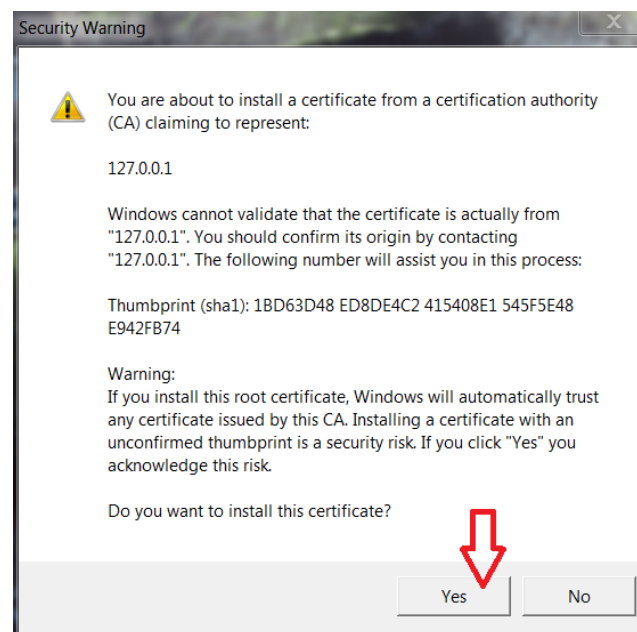 Security Warning
X
You are about to install a certificate from a certification authority
(CA) claiming to represent:
127.0.0.1
Windows cannot validate that the certificate is actually from
"127.0.0.1". You should confirm its origin by contacting
"127.0.0.1". The following number will assist you in this process:
Thumbprint (sha1): 1BD63D48 ED8DE4C2 415408E1 545F5E48
E942FB74
Warning:
If you install this root certificate, Windows will automatically trust
any certificate issued by this CA. Installing a certificate with an
unconfirmed thumbprint is a security risk. If you click "Yes" you
acknowledge this risk.
Do you want to install this certificate?
Yes No